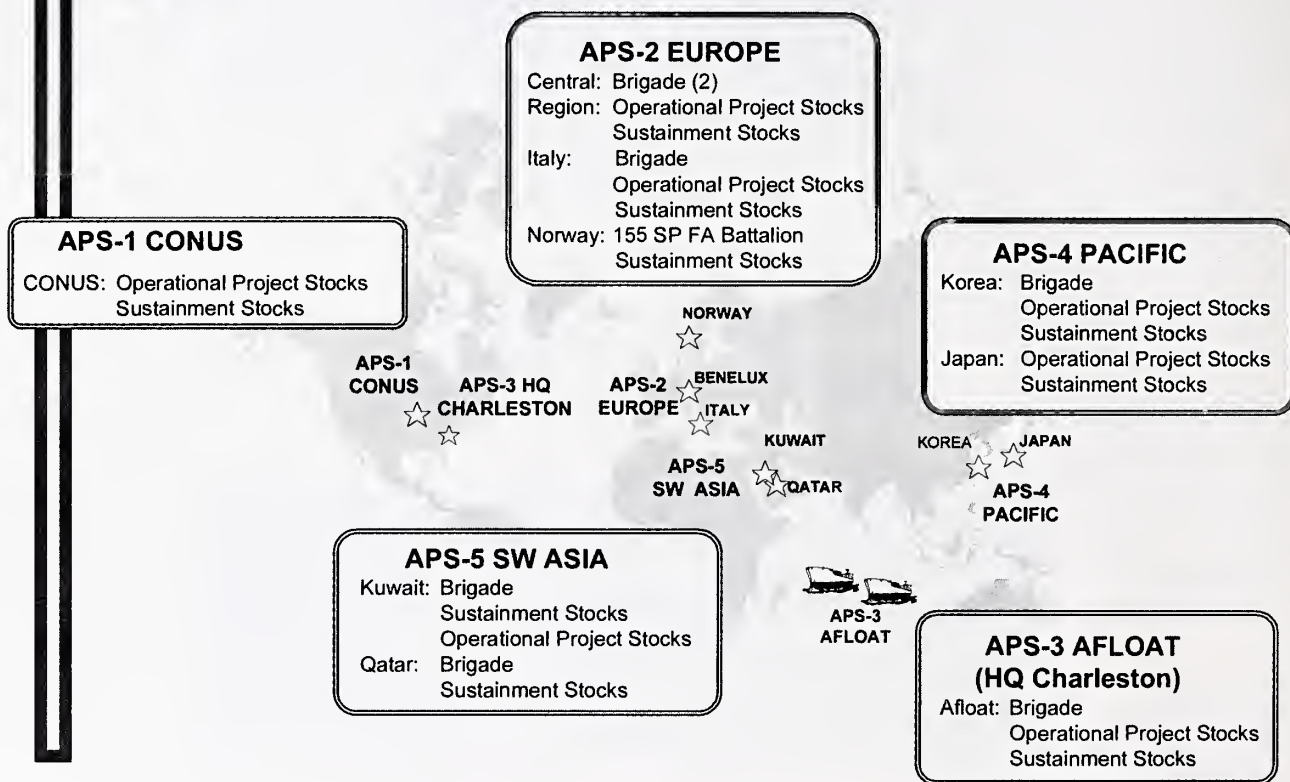 APS-2 EUROPE
Central: Brigade (2)
Region: Operational Project Stocks
Sustainment Stocks
Italy: Brigade
Operational Project Stocks
Sustainment Stocks
Norway: 155 SP FA Battalion
Sustainment Stocks
APS-1 CONUS
CONUS: Operational Project Stocks
Sustainment Stocks
APS-4 PACIFIC
Korea: Brigade
Operational Project Stocks
Sustainment Stocks
Japan: Operational Project Stocks
Sustainment Stocks
NORWAY
APS-1
CONUS
APS-3 HQ
CHARLESTON
APS-2
EUROPE
BENELUX
ITALY
KUWAIT
APS-5
SW ASIA
QATAR
KOREA
JAPAN
APS-4
PACIFIC
APS-5 SW ASIA
Kuwait: Brigade
Sustainment Stocks
Operational Project Stocks
Qatar: Brigade
Sustainment Stocks
APS-3
AFLOAT
APS-3 AFLOAT
(HQ Charleston)
Afloat: Brigade
Operational Project Stocks
Sustainment Stocks